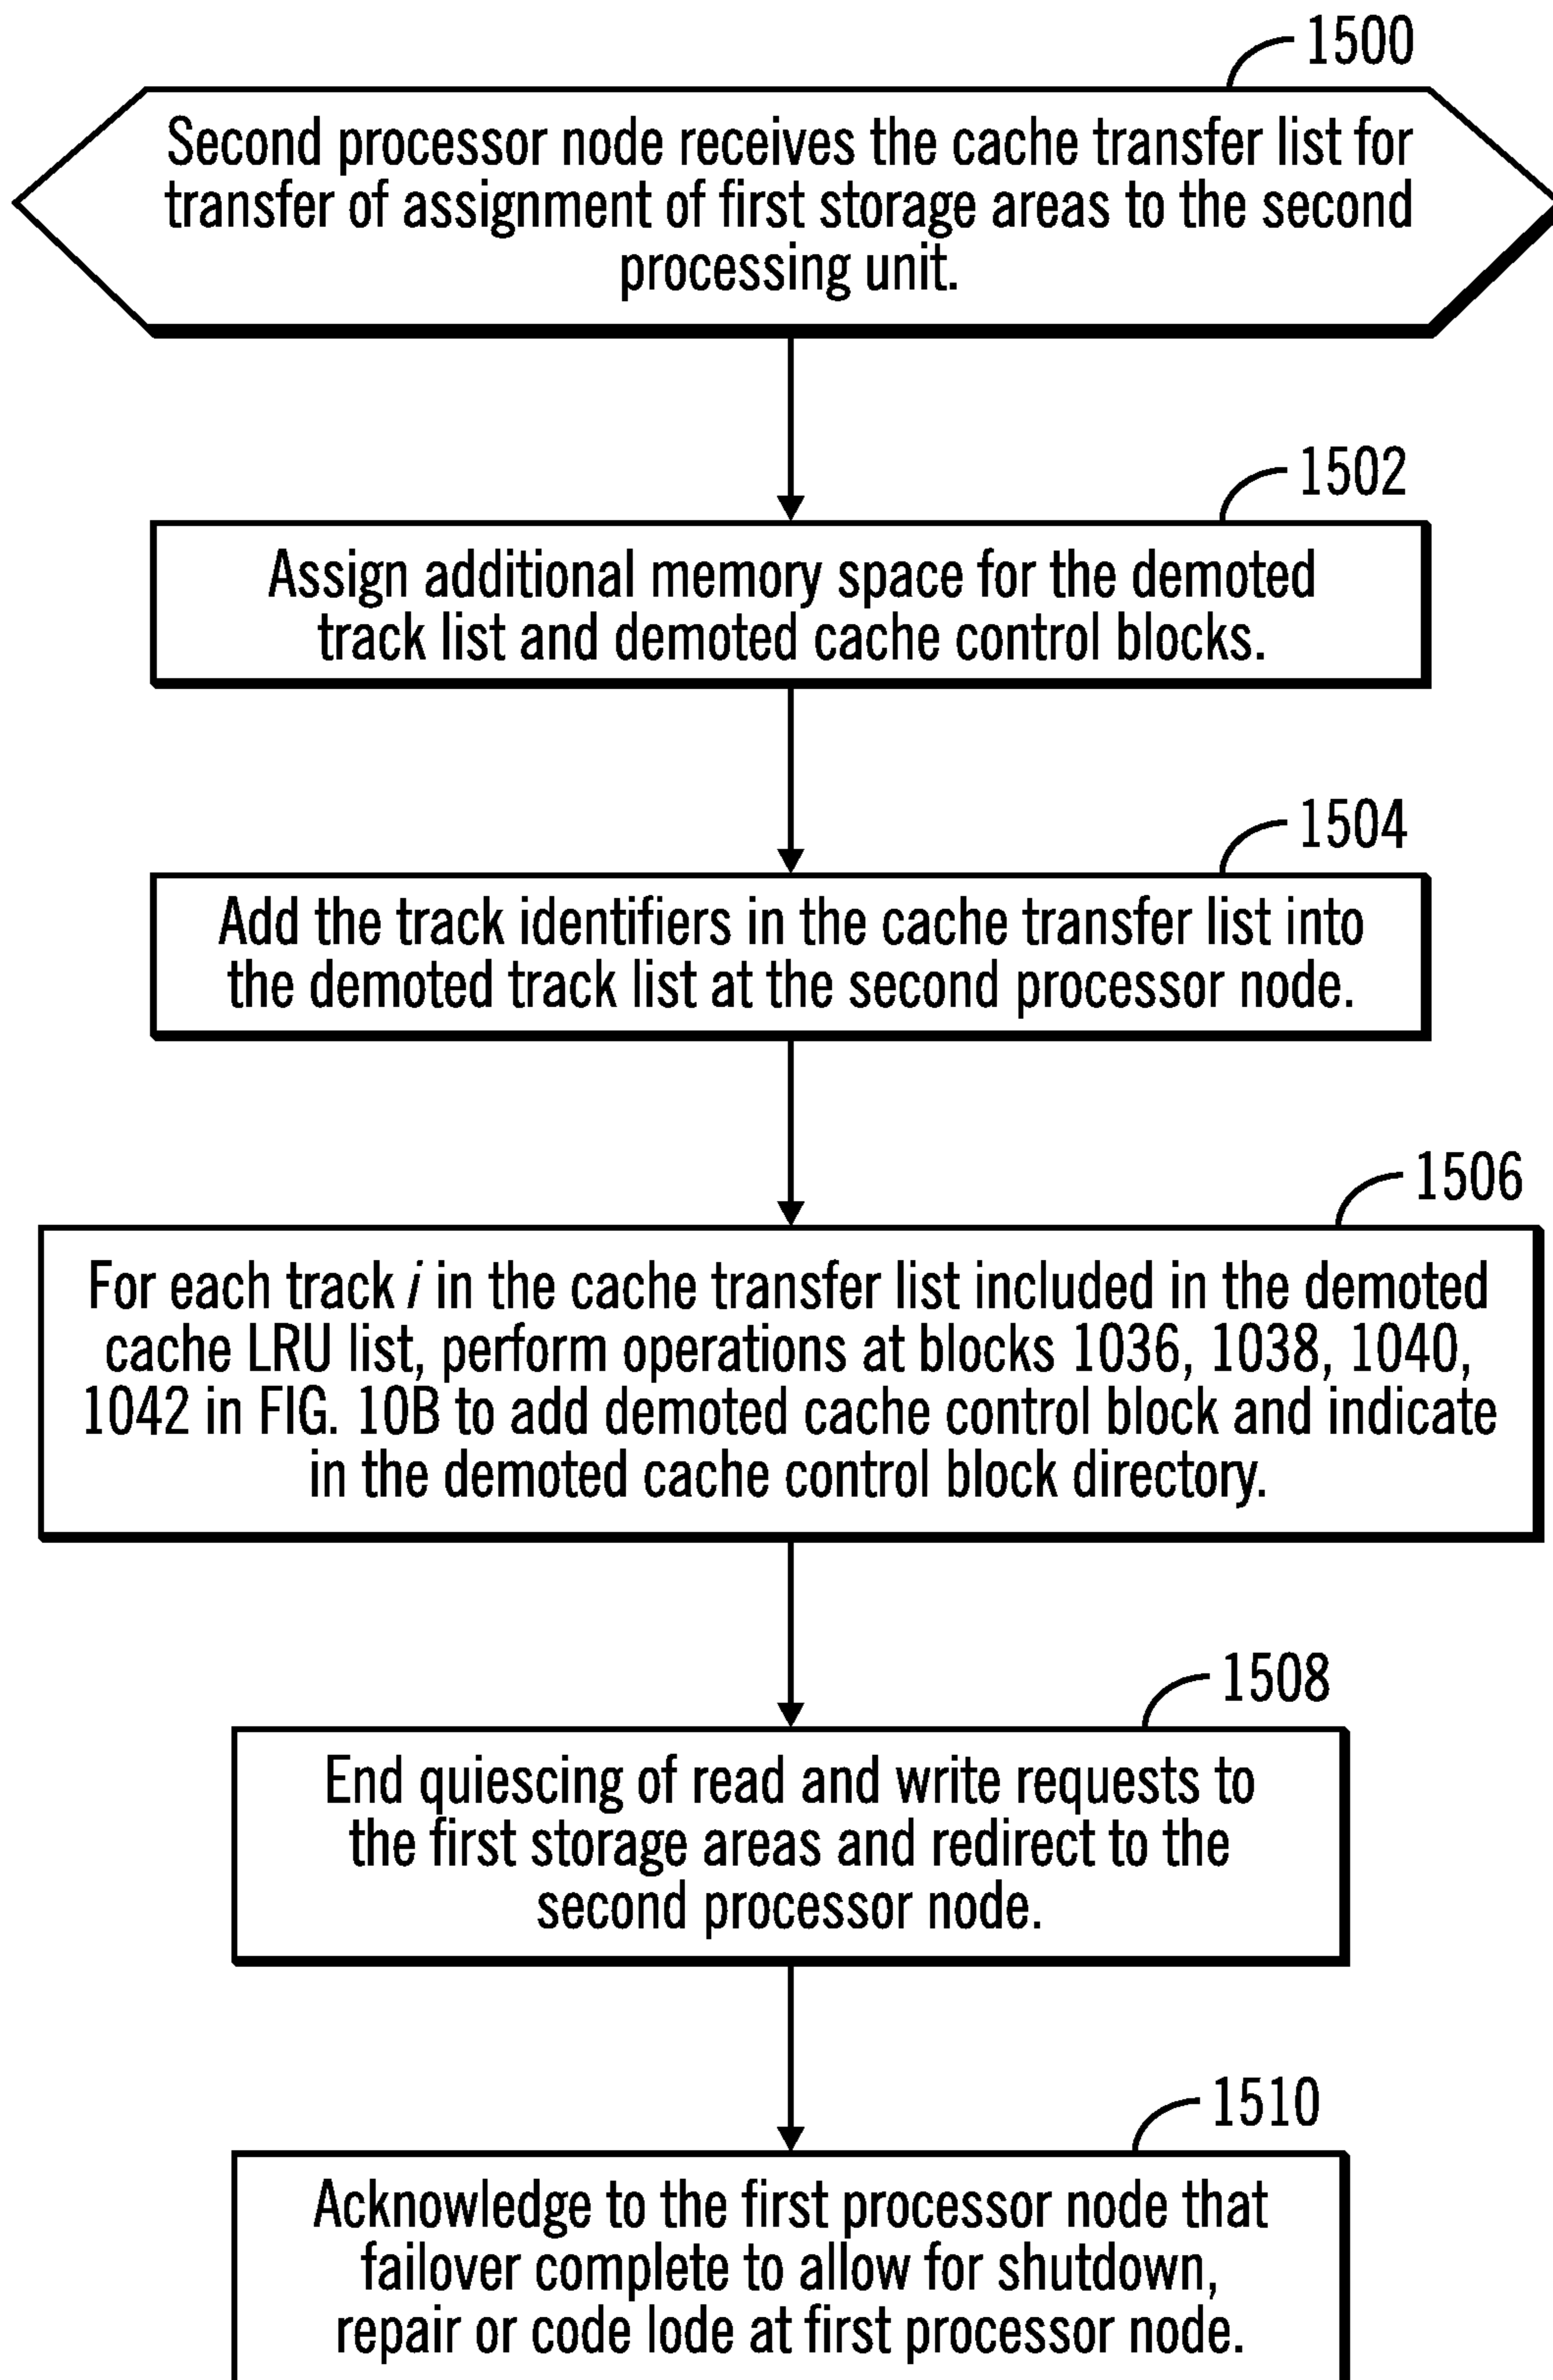 1500
Second processor node receives the cache transfer list for
transfer of assignment of first storage areas to the second
processing unit.
1502
Assign additional memory space for the demoted
track list and demoted cache control blocks.
1504
Add the track identifiers in the cache transfer list into
the demoted track list at the second processor node.
1506
For each track i in the cache transfer list included in the demoted
cache LRU list, perform operations at blocks 1036, 1038, 1040,
1042 in FIG. 10B to add demoted cache control block and indicate
in the demoted cache control block directory.
1508
End quiescing of read and write requests to
the first storage areas and redirect to the
second processor node.
1510
Acknowledge to the first processor node that
failover complete to allow for shutdown,
repair or code lode at first processor node.